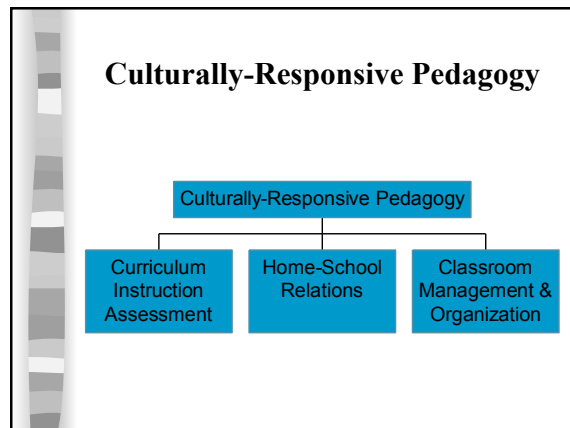 Culturally-Responsive Pedagogy
Culturally-Responsive Pedagogy
Curriculum
Instruction
Assessment
Home-School
Relations
Classroom
Management &
Organization